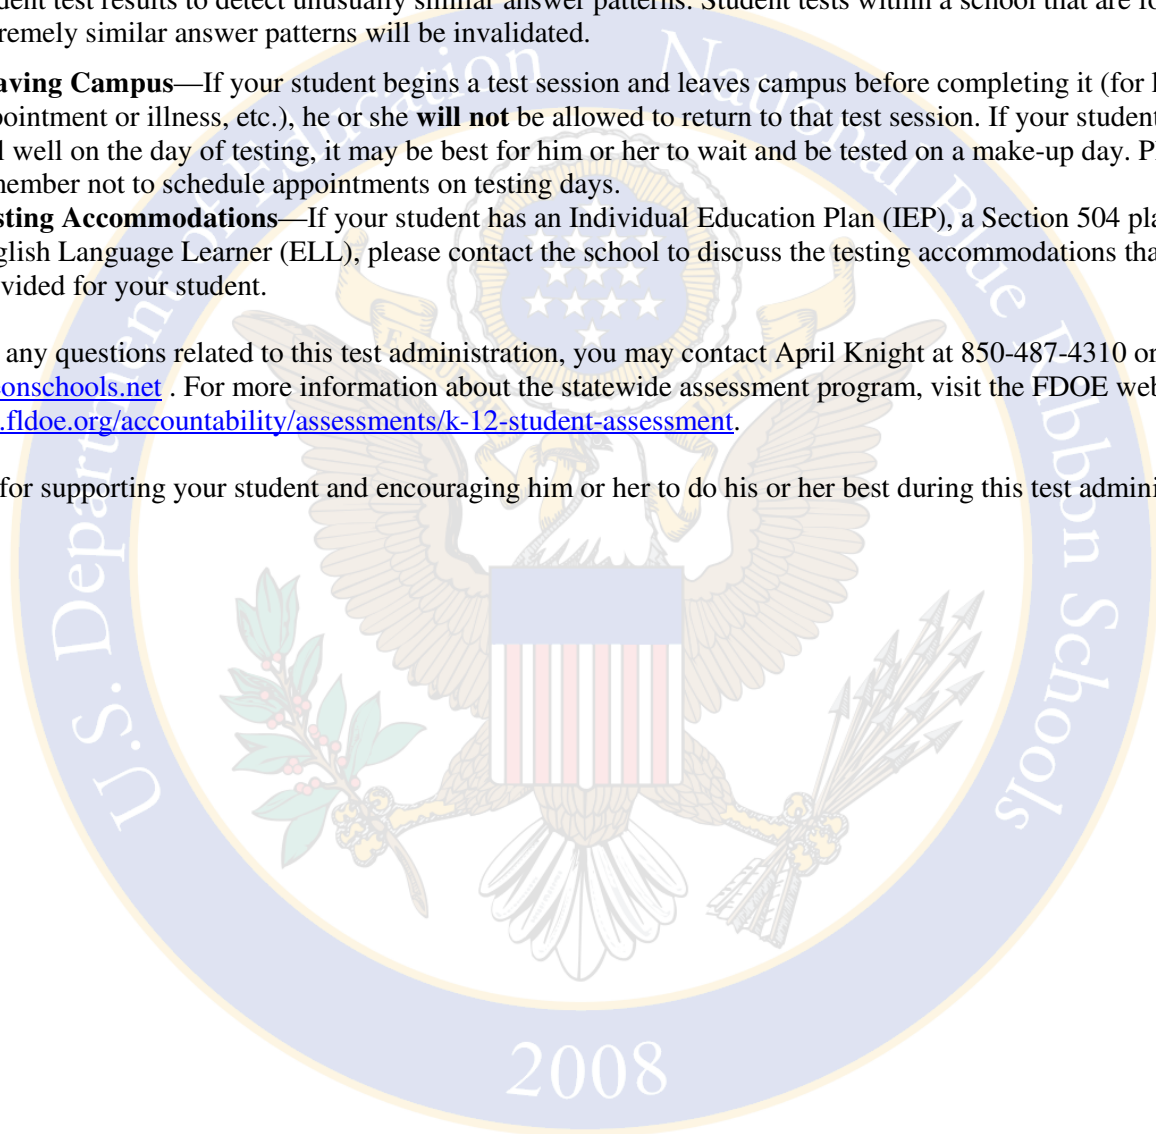 dent test results to detect unusually similar answer patterns. Student tests within a school that are fo
remely similar answer patterns will be invalidated.
aving Campus—If your student begins a test session and leaves campus before completing it (for l
pointment or illness, etc.), he or she will not be allowed to return to that test session. If your student
l well on the day of testing, it may be best for him or her to wait and be tested on a make-up day. Pl
member not to schedule appointments on testing days.
sting Accommodations—If your student has an Individual Education Plan (IEP), a Section 504 pla
glish Language Learner (ELL), please contact the school to discuss the testing accommodations tha
vided for your student.
any questions related to this test administration, you may contact April Knight at 850-487-4310 or
onschools.net . For more information about the statewide assessment program, visit the FDOE web
.fldoe.org/accountability/assessments/k-12-student-assessment.
for supporting your student and encouraging him or her to do his or her best during this test admini
U.S. Department of Education National Blue Ribbon Schools
2008